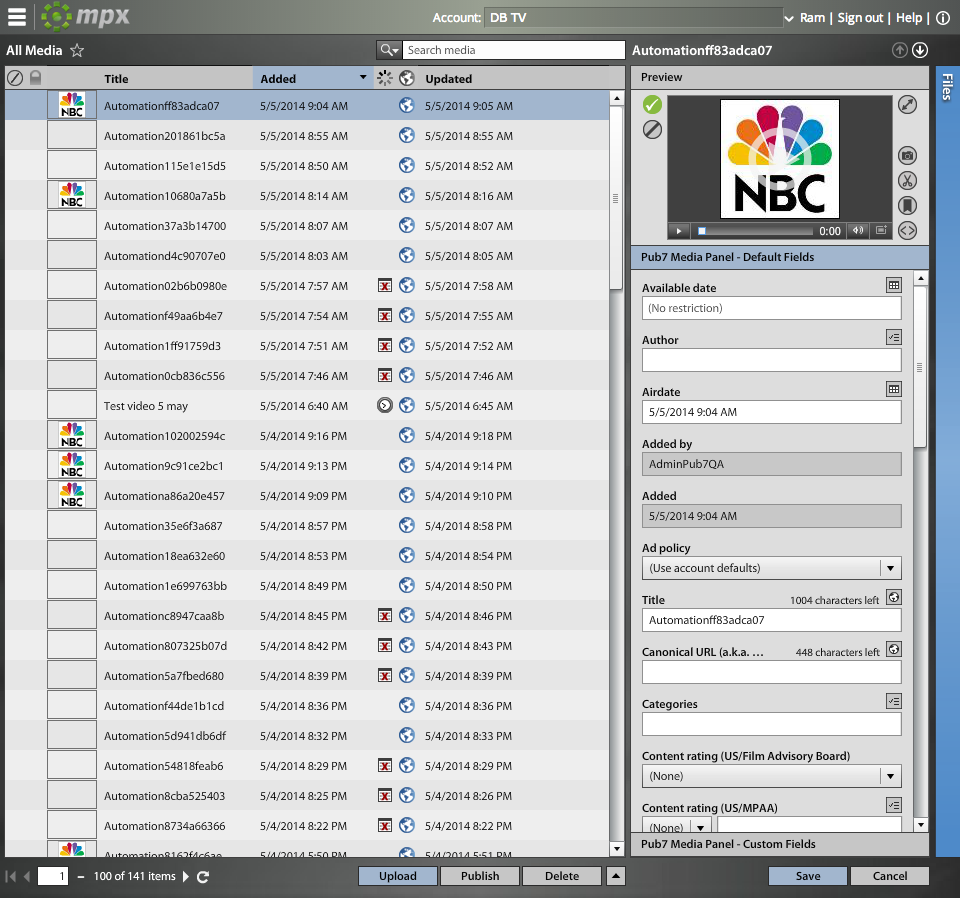 mpx
Account: DB TV
Ram | Sign out | Help |
All Media
Search media
Title Added Updated
NBC Automationff83adca07 5/5/2014 9:04 AM 5/5/2014 9:05 AM
Automation201861bc5a 5/5/2014 8:55 AM 5/5/2014 8:55 AM
Automation115e1e15d5 5/5/2014 8:50 AM 5/5/2014 8:52 AM
NBC Automation10680a7a5b 5/5/2014 8:14 AM 5/5/2014 8:16 AM
Automation37a3b14700 5/5/2014 8:07 AM 5/5/2014 8:07 AM
Automationd4c90707e0 5/5/2014 8:03 AM 5/5/2014 8:05 AM
Automation02b6b0980e 5/5/2014 7:57 AM 5/5/2014 7:58 AM
Automationf49aa6b4e7 5/5/2014 7:54 AM 5/5/2014 7:55 AM
Automation1ff91759d3 5/5/2014 7:51 AM 5/5/2014 7:52 AM
Automation0cb836c556 5/5/2014 7:46 AM 5/5/2014 7:46 AM
Test video 5 may 5/5/2014 6:40 AM 5/5/2014 6:45 AM
NBC Automation102002594c 5/4/2014 9:16 PM 5/4/2014 9:18 PM
NBC Automation9c91ce2bc1 5/4/2014 9:13 PM 5/4/2014 9:14 PM
NBC Automationa86a20e457 5/4/2014 9:09 PM 5/4/2014 9:10 PM
Automation35e6f3a687 5/4/2014 8:57 PM 5/4/2014 8:58 PM
Automation18ea632e60 5/4/2014 8:53 PM 5/4/2014 8:54 PM
Automation1e699763bb 5/4/2014 8:49 PM 5/4/2014 8:50 PM
Automationc8947caa8b 5/4/2014 8:45 PM 5/4/2014 8:46 PM
Automation807325b07d 5/4/2014 8:42 PM 5/4/2014 8:43 PM
Automation5a7fbed680 5/4/2014 8:39 PM 5/4/2014 8:39 PM
Automationf44de1b1cd 5/4/2014 8:36 PM 5/4/2014 8:36 PM
Automation5d941db6df 5/4/2014 8:32 PM 5/4/2014 8:33 PM
Automation54818feab6 5/4/2014 8:29 PM 5/4/2014 8:29 PM
Automation8cba525403 5/4/2014 8:25 PM 5/4/2014 8:26 PM
Automation8734a66366 5/4/2014 8:22 PM 5/4/2014 8:22 PM
Automation8162f4c6ae 5/4/2014 5:50 PM 5/4/2014 5:51 PM
1 – 100 of 141 items
Upload Publish Delete
Automationff83adca07
Preview
NBC
0:00
Files
Pub7 Media Panel - Default Fields
Available date
(No restriction)
Author
Airdate
5/5/2014 9:04 AM
Added by
AdminPub7QA
Added
5/5/2014 9:04 AM
Ad policy
(Use account defaults)
Title 1004 characters left
Automationff83adca07
Canonical URL (a.k.a. ... 448 characters left
Categories
Content rating (US/Film Advisory Board)
(None)
Content rating (US/MPAA)
(None)
Pub7 Media Panel - Custom Fields
Save Cancel